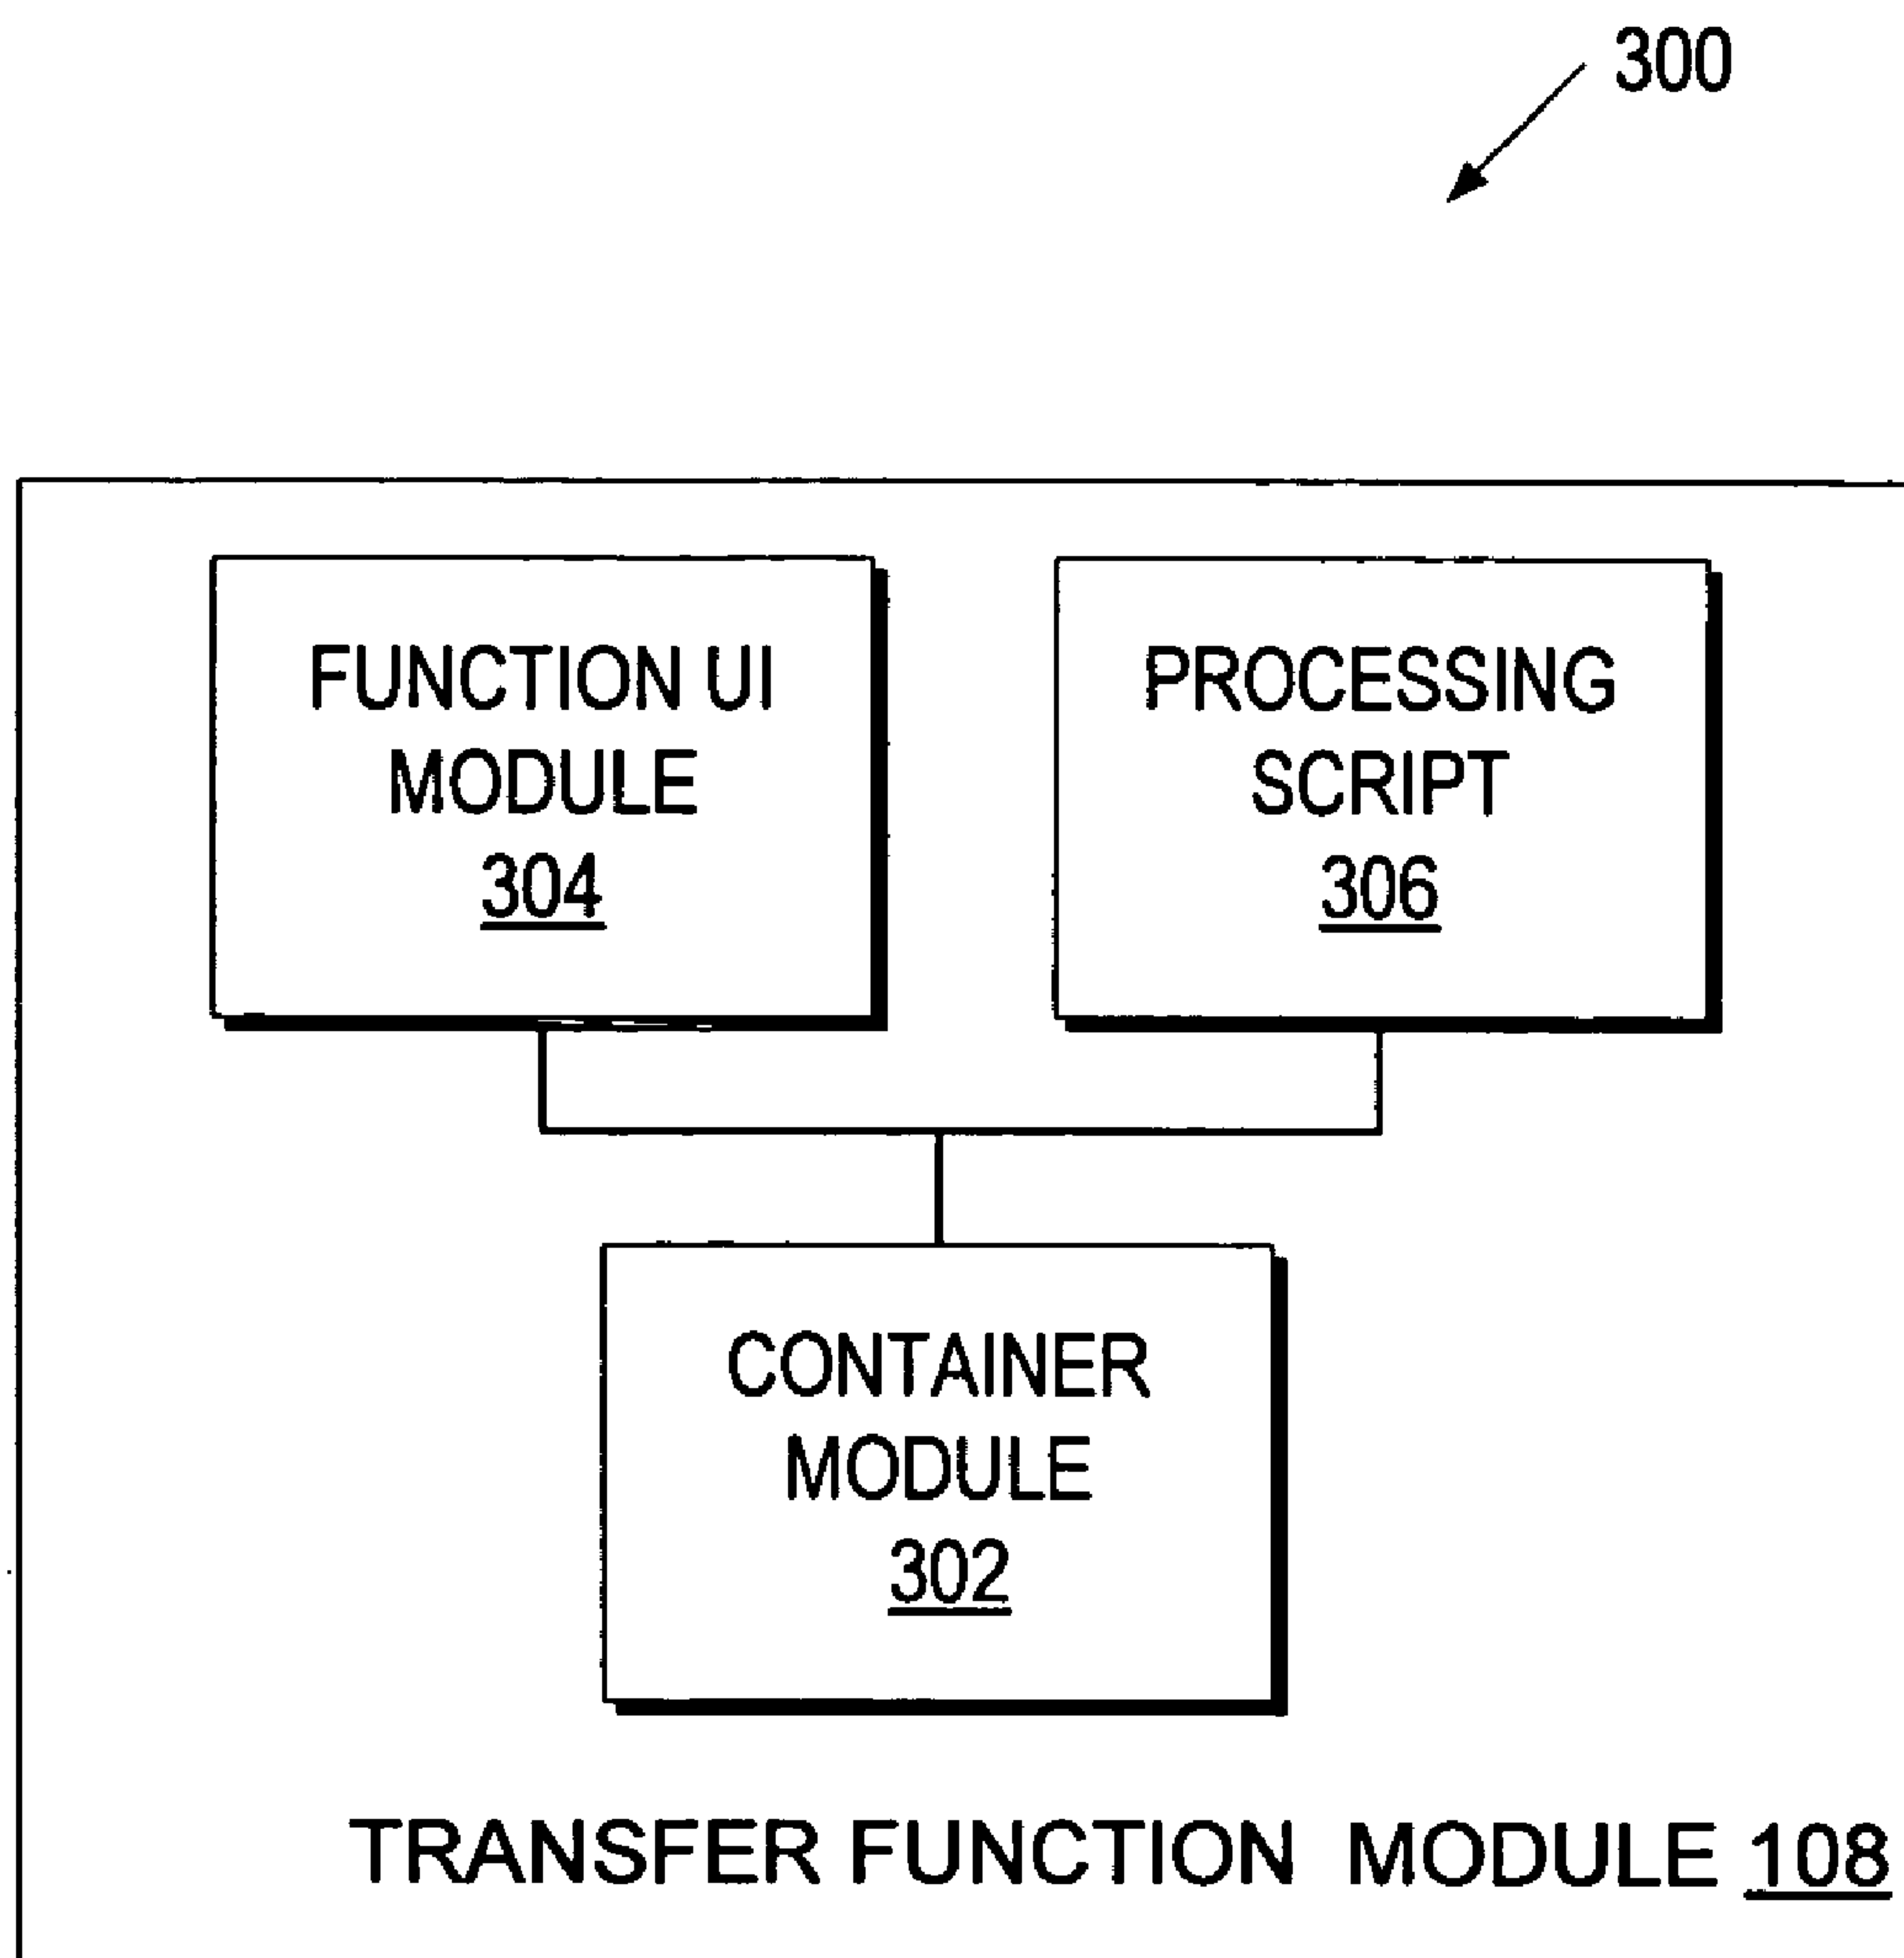 300
FUNCTION UI
MODULE
304
PROCESSING
SCRIPT
306
CONTAINER
MODULE
302
TRANSFER FUNCTION MODULE 108